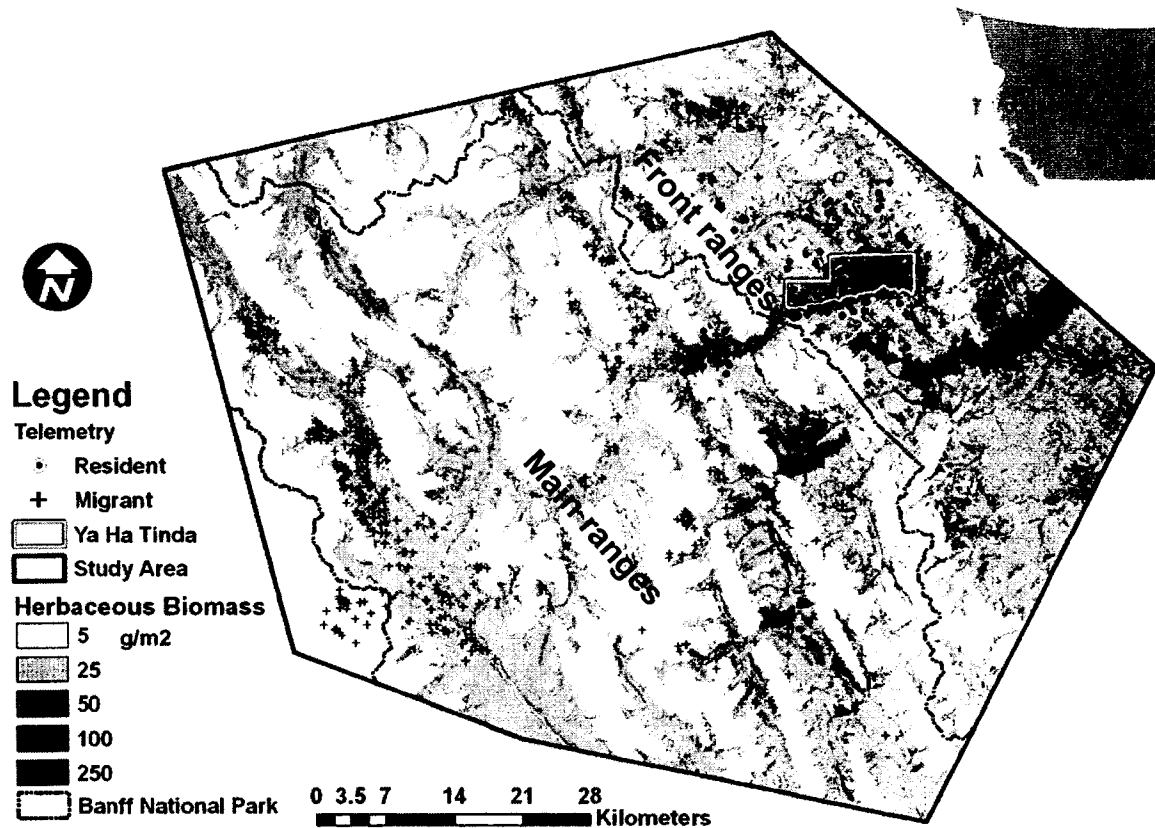 Front ranges
Main ranges
N
Legend
Telemetry
Resident
Migrant
Ya Ha Tinda
Study Area
Herbaceous Biomass
5 g/m2
25
50
100
250
Banff National Park
0 3.5 7 14 21 28
Kilometers